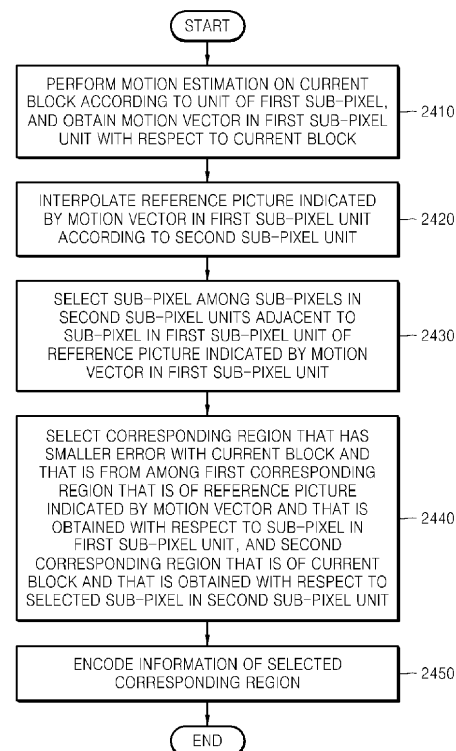 START
PERFORM MOTION ESTIMATION ON CURRENT
BLOCK ACCORDING TO UNIT OF FIRST SUB-PIXEL,
AND OBTAIN MOTION VECTOR IN FIRST SUB-PIXEL
UNIT WITH RESPECT TO CURRENT BLOCK
2410
INTERPOLATE REFERENCE PICTURE INDICATED
BY MOTION VECTOR IN FIRST SUB-PIXEL UNIT
ACCORDING TO SECOND SUB-PIXEL UNIT
2420
SELECT SUB-PIXEL AMONG SUB-PIXELS IN
SECOND SUB-PIXEL UNITS ADJACENT TO
SUB-PIXEL IN FIRST SUB-PIXEL UNIT OF
REFERENCE PICTURE INDICATED BY MOTION
VECTOR IN FIRST SUB-PIXEL UNIT
2430
SELECT CORRESPONDING REGION THAT HAS
SMALLER ERROR WITH CURRENT BLOCK AND
THAT IS FROM AMONG FIRST CORRESPONDING
REGION THAT IS OF REFERENCE PICTURE
INDICATED BY MOTION VECTOR AND THAT IS
OBTAINED WITH RESPECT TO SUB-PIXEL IN
FIRST SUB-PIXEL UNIT, AND SECOND
CORRESPONDING REGION THAT IS OF CURRENT
BLOCK AND THAT IS OBTAINED WITH RESPECT TO
SELECTED SUB-PIXEL IN SECOND SUB-PIXEL UNIT
2440
ENCODE INFORMATION OF SELECTED
CORRESPONDING REGION
2450
END